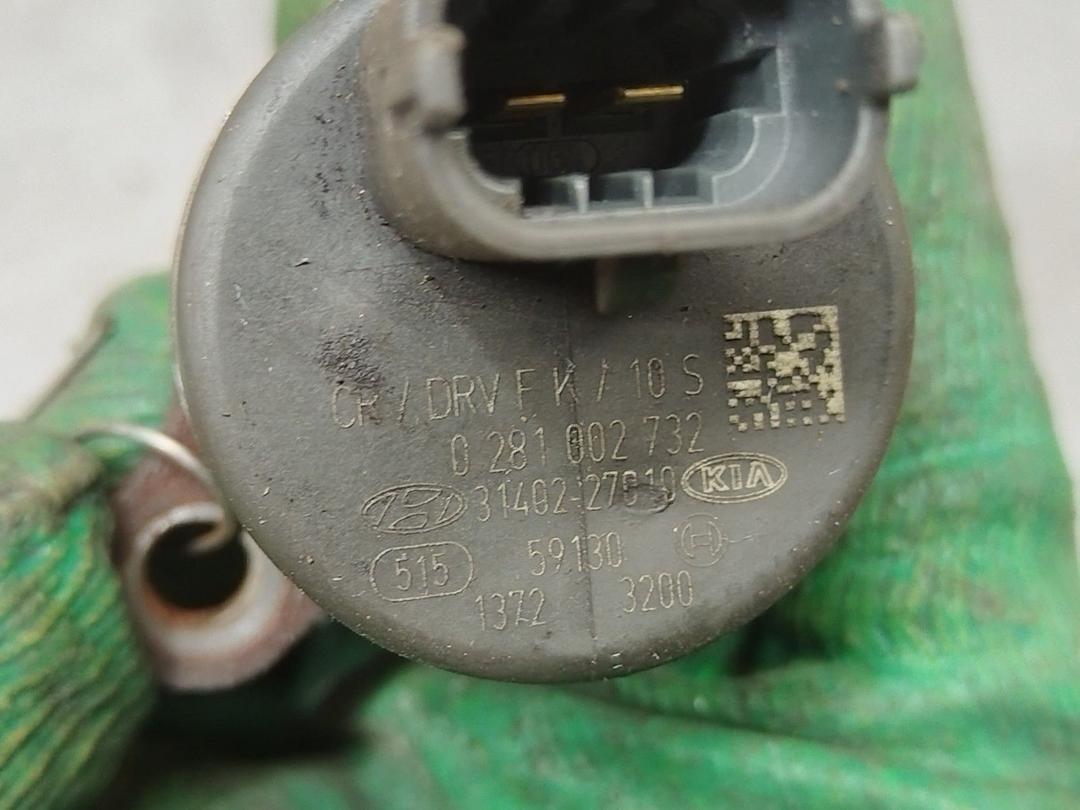 CR / DRV F K / 10 S
0 281 002 732
31402-27010 KIA
515 59130
1372 3200